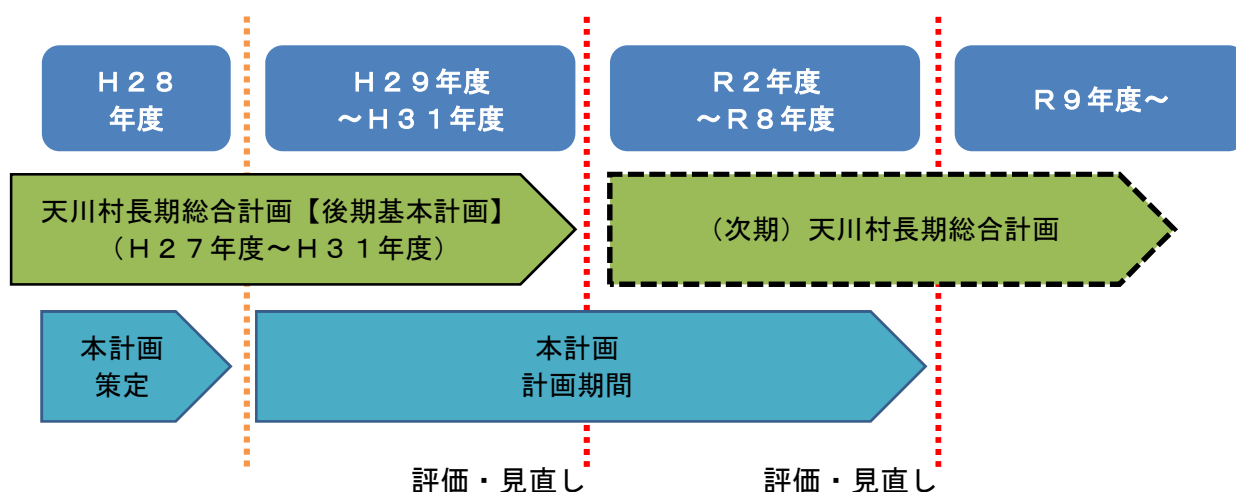 H28
年度
H29年度
～H31年度
R2年度
～R8年度
R9年度～
天川村長期総合計画【後期基本計画】
（H27年度～H31年度）
（次期）天川村長期総合計画
本計画
策定
本計画
計画期間
評価・見直し
評価・見直し